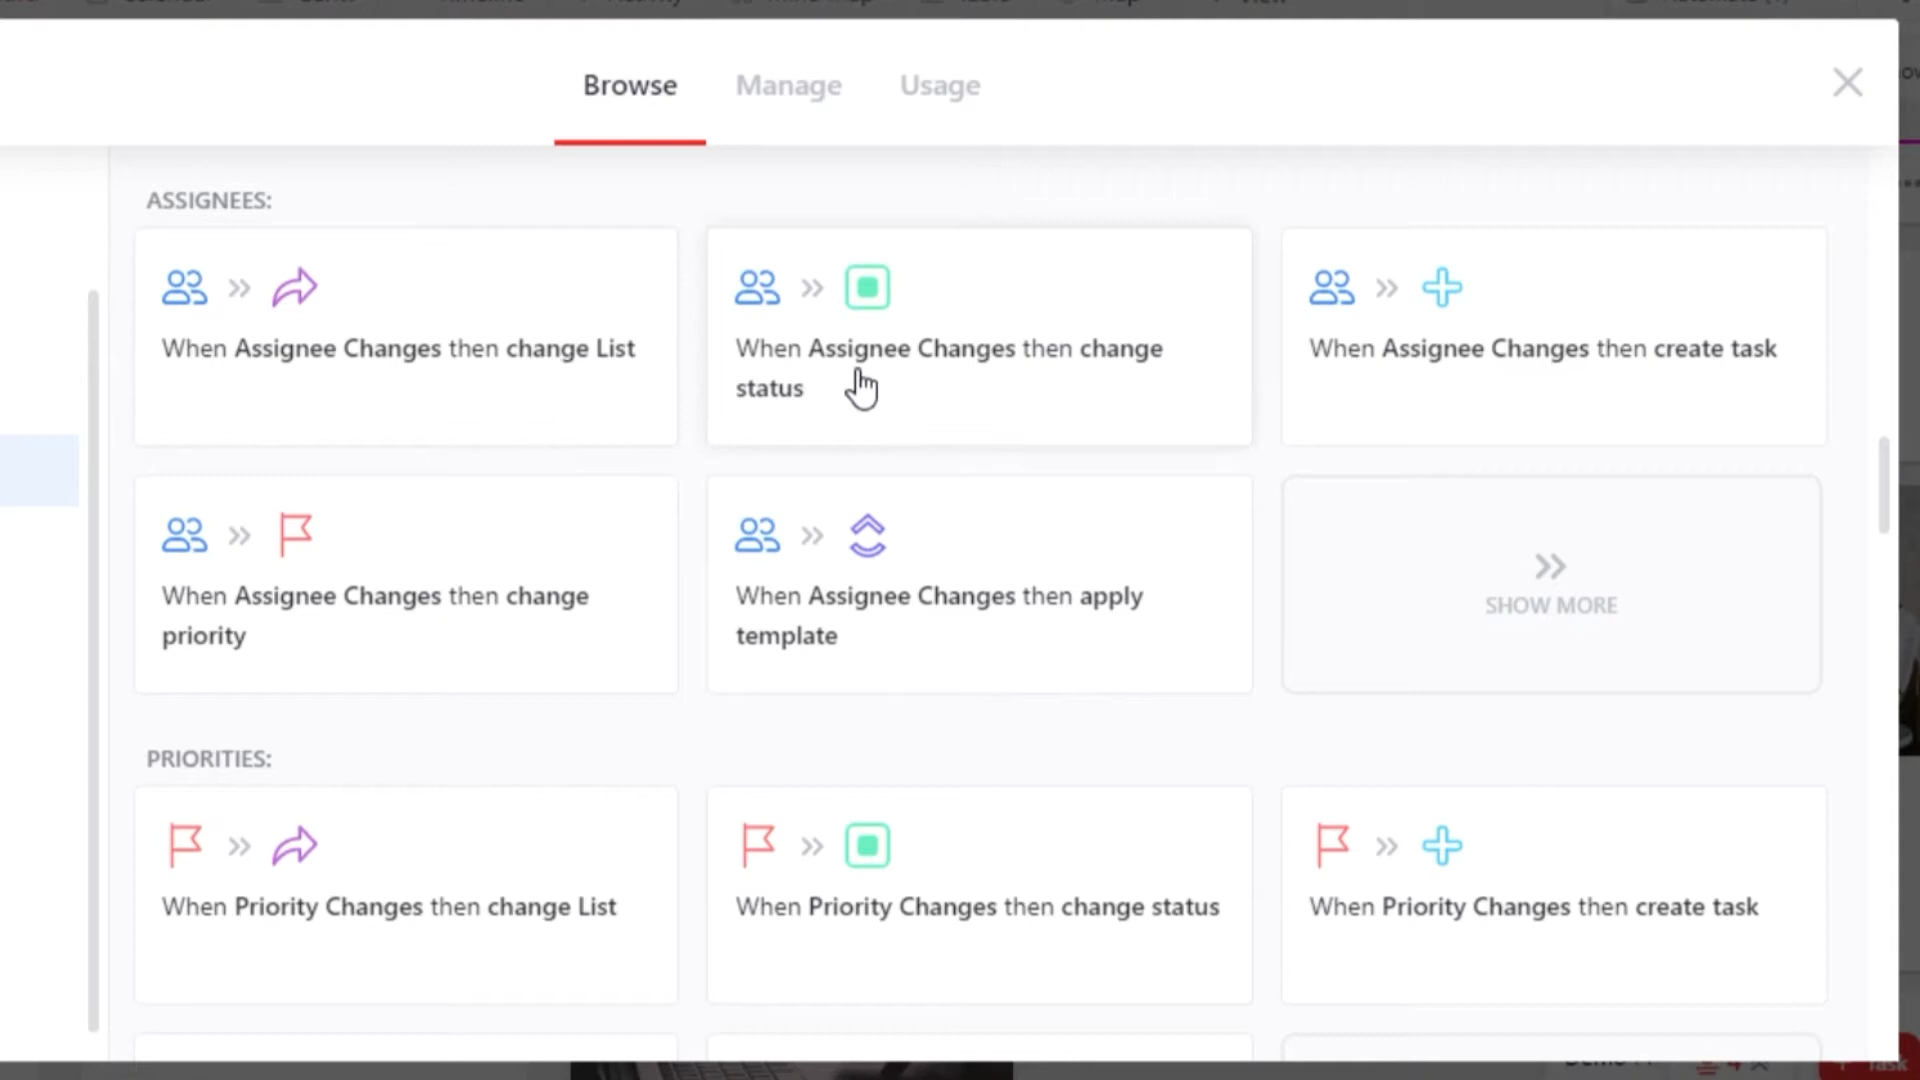 Browse Manage Usage
ASSIGNEES:
When Assignee Changes then change List
When Assignee Changes then change
status
When Assignee Changes then create task
When Assignee Changes then change
priority
When Assignee Changes then apply
template
SHOW MORE
PRIORITIES:
When Priority Changes then change List
When Priority Changes then change status
When Priority Changes then create task